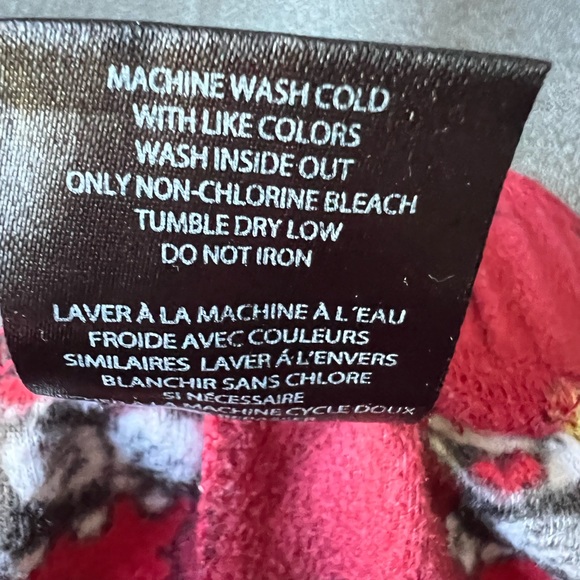 MACHINE WASH COLD
WITH LIKE COLORS
WASH INSIDE OUT
ONLY NON-CHLORINE BLEACH
TUMBLE DRY LOW
DO NOT IRON
LAVER À LA MACHINE À L'EAU
FROIDE AVEC COULEURS
SIMILAIRES LAVER À L'ENVERS
BLANCHIR SANS CHLORE
SI NÉCESSAIRE
MACHINE CYCLE DOUX